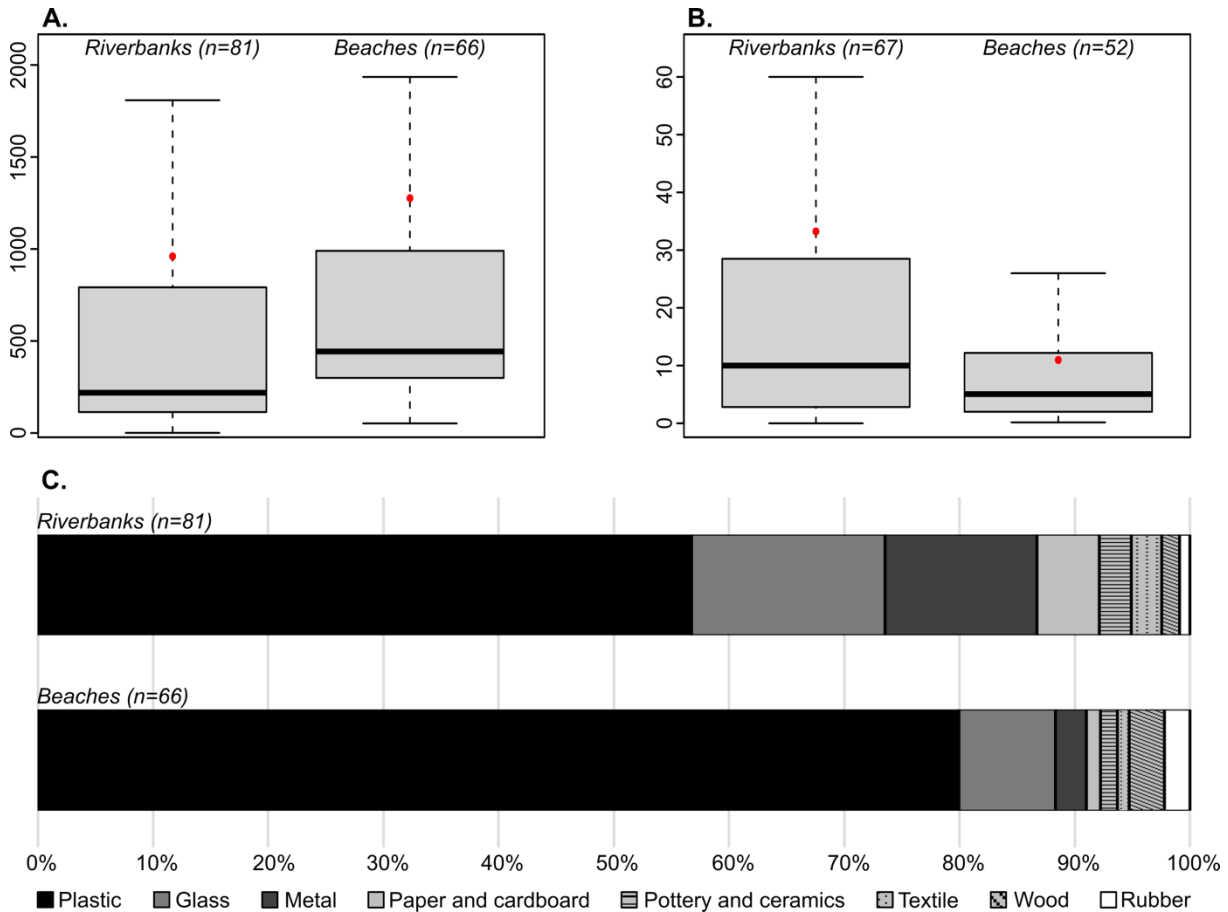 A.
Riverbanks (n=81) Beaches (n=66)
2000
1500
1000
500
0
B.
Riverbanks (n=67) Beaches (n=52)
60
50
40
30
20
10
0
C.
Riverbanks (n=81)
Beaches (n=66)
0% 10% 20% 30% 40% 50% 60% 70% 80% 90% 100%
Plastic Glass Metal Paper and cardboard Pottery and ceramics Textile Wood Rubber